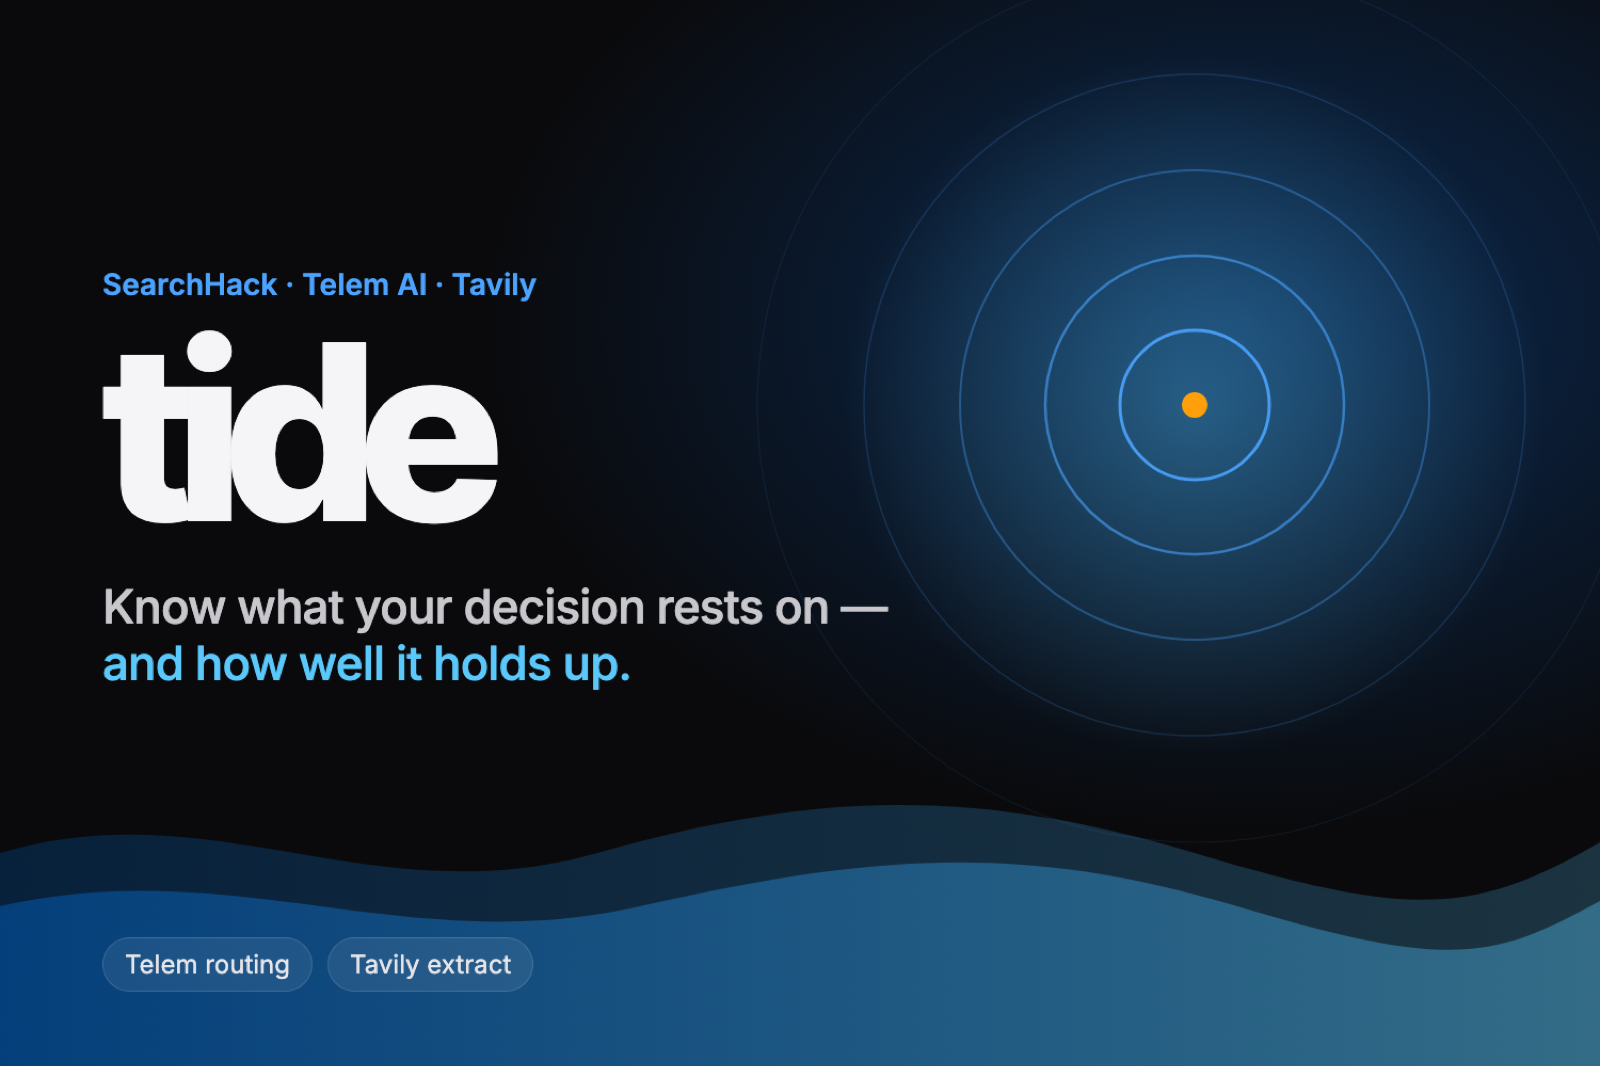 SearchHack · Telem AI · Tavily
tide
Know what your decision rests on —
and how well it holds up.
Telem routing
Tavily extract